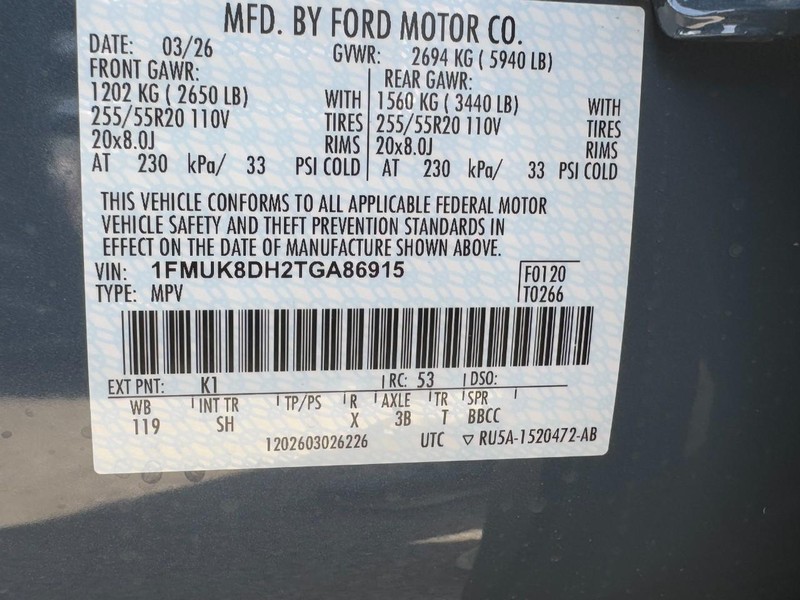 MFD. BY FORD MOTOR CO.
DATE: 03/26 GVWR: 2694 KG ( 5940 LB)
FRONT GAWR: REAR GAWR:
1202 KG ( 2650 LB) WITH 1560 KG ( 3440 LB) WITH
255/55R20 110V TIRES 255/55R20 110V TIRES
20x8.0J RIMS 20x8.0J RIMS
AT 230 kPa/ 33 PSI COLD AT 230 kPa/ 33 PSI COLD
THIS VEHICLE CONFORMS TO ALL APPLICABLE FEDERAL MOTOR
VEHICLE SAFETY AND THEFT PREVENTION STANDARDS IN
EFFECT ON THE DATE OF MANUFACTURE SHOWN ABOVE.
VIN: 1FMUK8DH2TGA86915 F0120
TYPE: MPV T0266
EXT PNT: K1 RC: 53 DSO:
WB INT TR TP/PS R AXLE TR SPR
119 SH X 3B T BBCC
1202603026226 UTC ▽ RU5A-1520472-AB